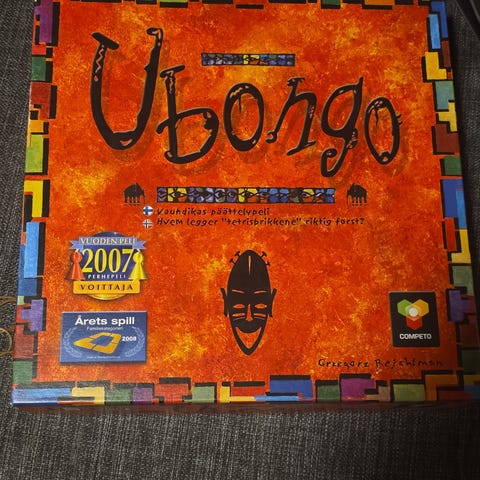 Ubongo
Vauhdikas päättelypeli
Hvem legger "tetrisbrikkene" riktig først?
VUODEN PELI
2007
PERHEPELI
VOITTAJA
Årets spill
Familiekategorien
2008
COMPETO
Grzegorz Rejchtman